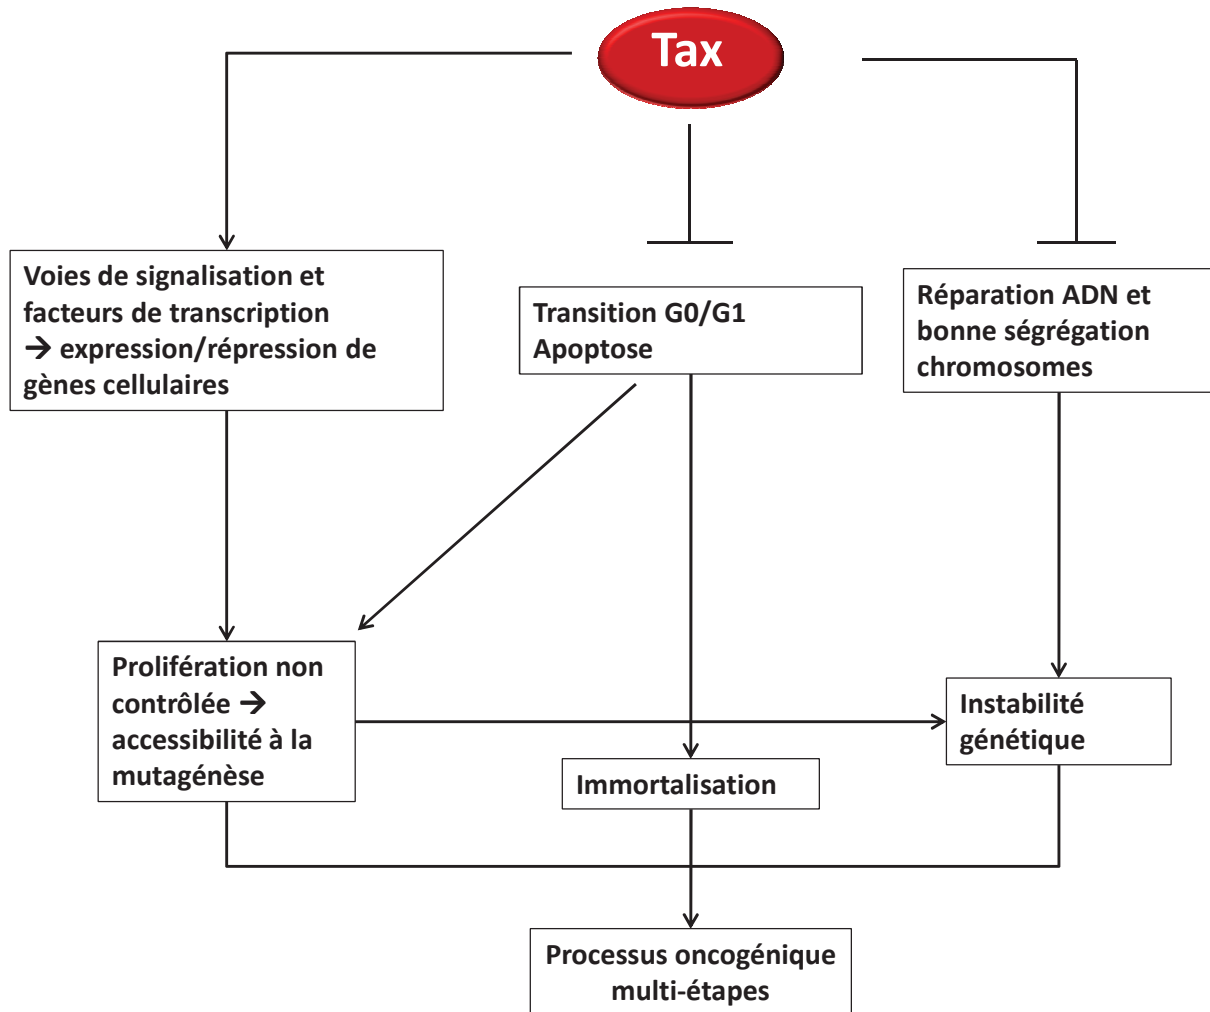 Tax
Voies de signalisation et
facteurs de transcription
→ expression/répression de
gènes cellulaires
Transition G0/G1
Apoptose
Réparation ADN et
bonne ségrégation
chromosomes
Prolifération non
contrôlée →
accessibilité à la
mutagénèse
Instabilité
génétique
Immortalisation
Processus oncogénique
multi-étapes